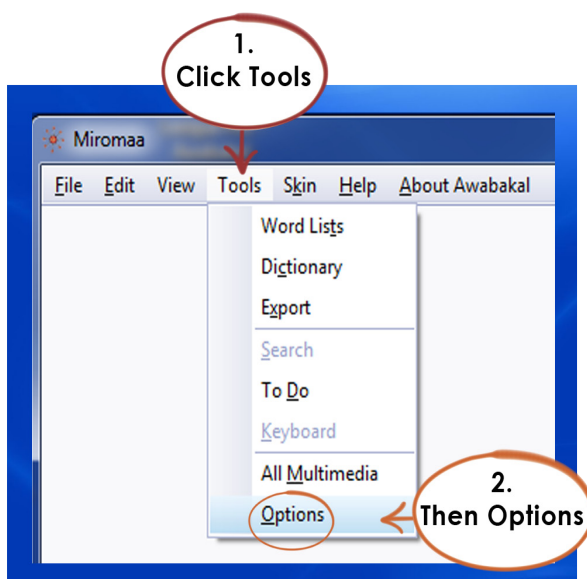 1.
Click Tools
Miromaa
File Edit View Tools Skin Help About Awabakal
Word Lists
Dictionary
Export
Search
To Do
Keyboard
All Multimedia
Options
2.
Then Options